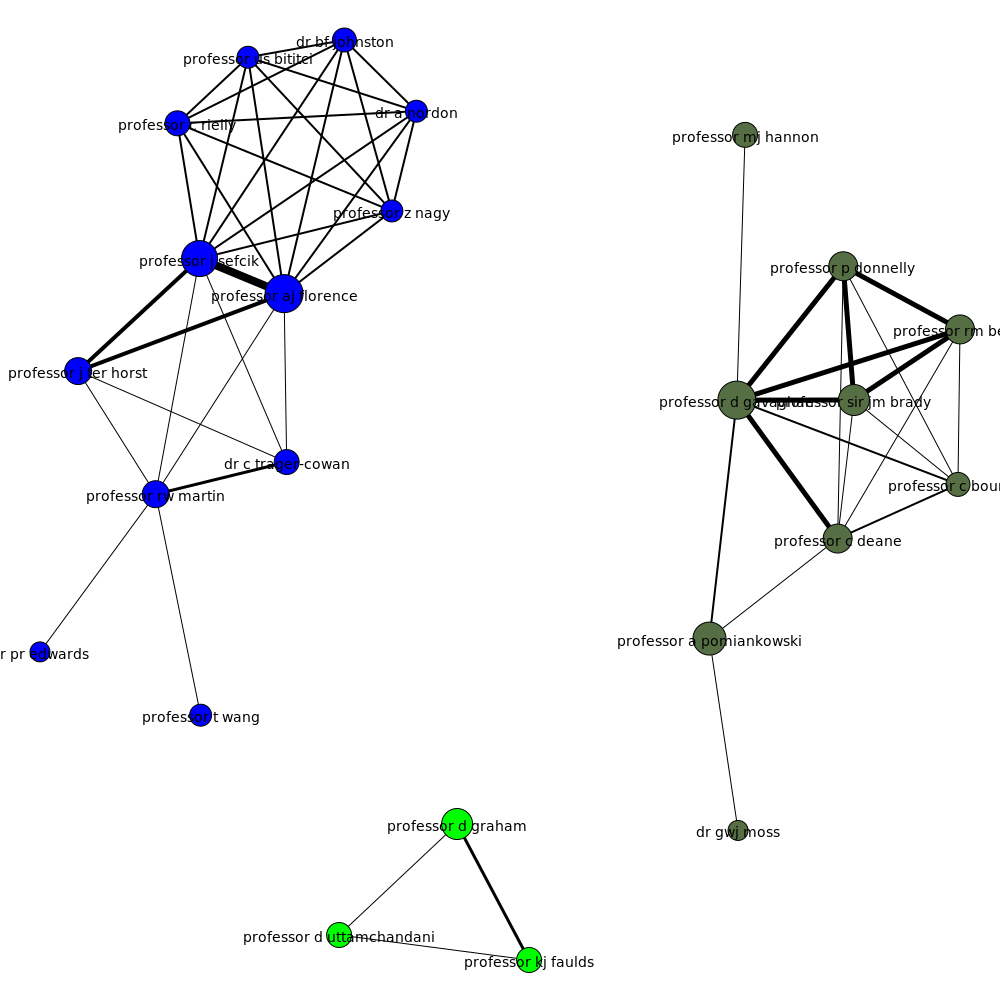 dr bf johnston
professor us bititci
dr a nordon
professor rielly
professor mj hannon
professor z nagy
professor j sefcik
professor p donnelly
professor aj florence
professor rm be
professor j ter horst
professor d gavaghan
professor sir jm brady
dr c trager-cowan
professor rw martin
professor c bour
professor c deane
r pr edwards
professor a pomiankowski
professor t wang
professor d graham
dr gwj moss
professor d uttamchandani
professor kj faulds